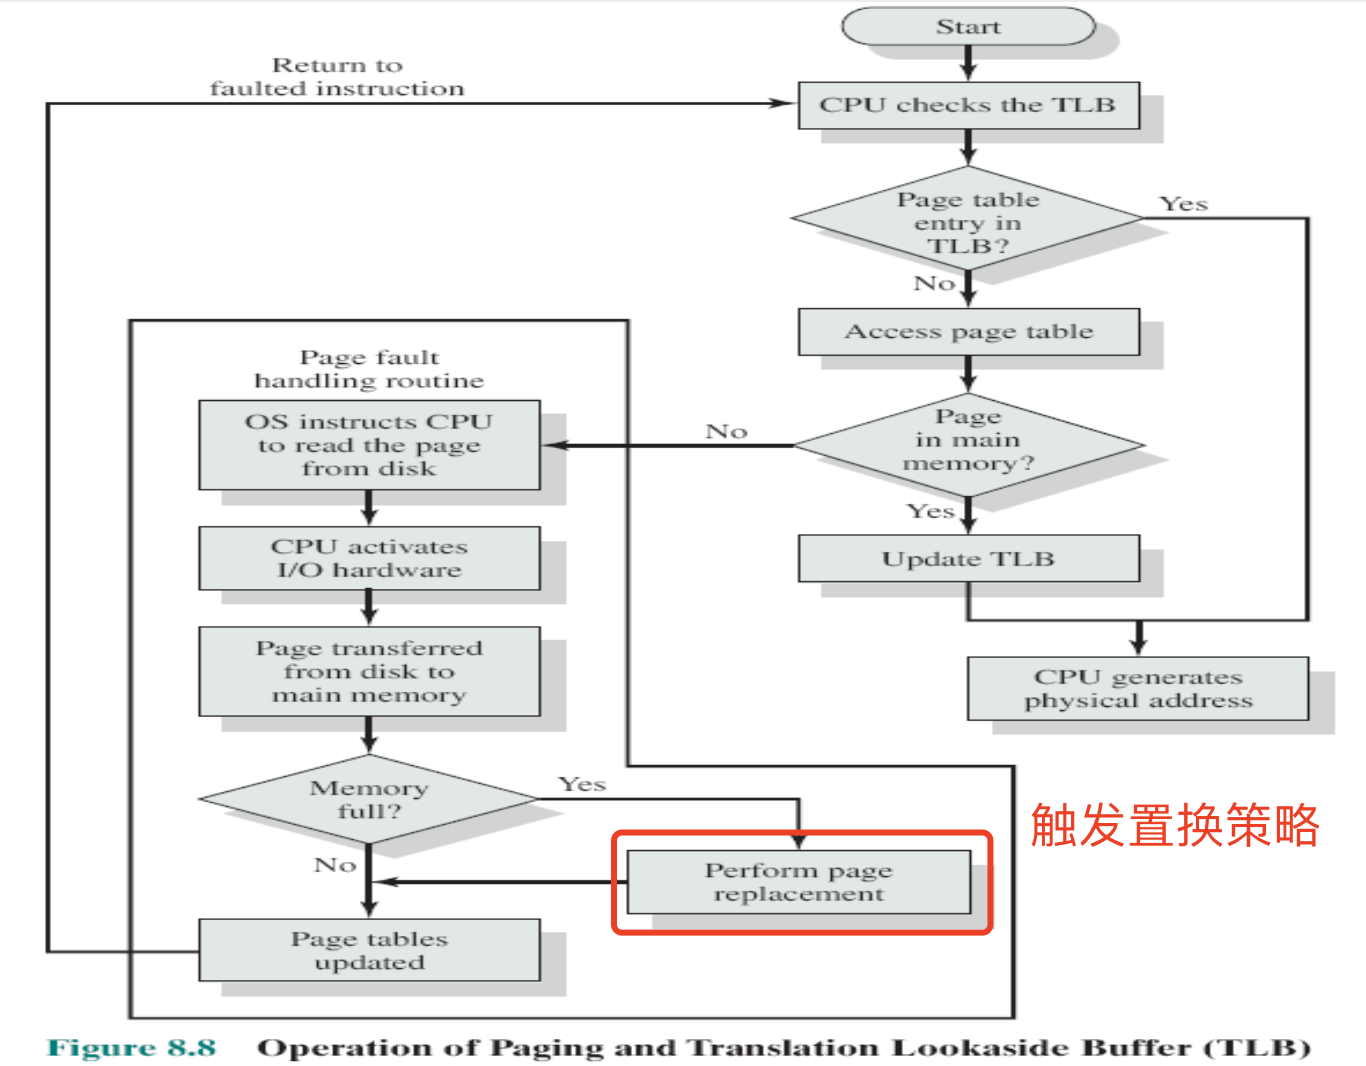 Start
Return to
faulted instruction
CPU checks the TLB
Page table
entry in
TLB?
Yes
No
Access page table
Page fault
handling routine
OS instructs CPU
to read the page
from disk
No
Page
in main
memory?
Yes
CPU activates
I/O hardware
Update TLB
Page transferred
from disk to
main memory
CPU generates
physical address
Memory
full?
Yes
触发置换策略
No
Perform page
replacement
Page tables
updated
Figure 8.8 Operation of Paging and Translation Lookaside Buffer (TLB)